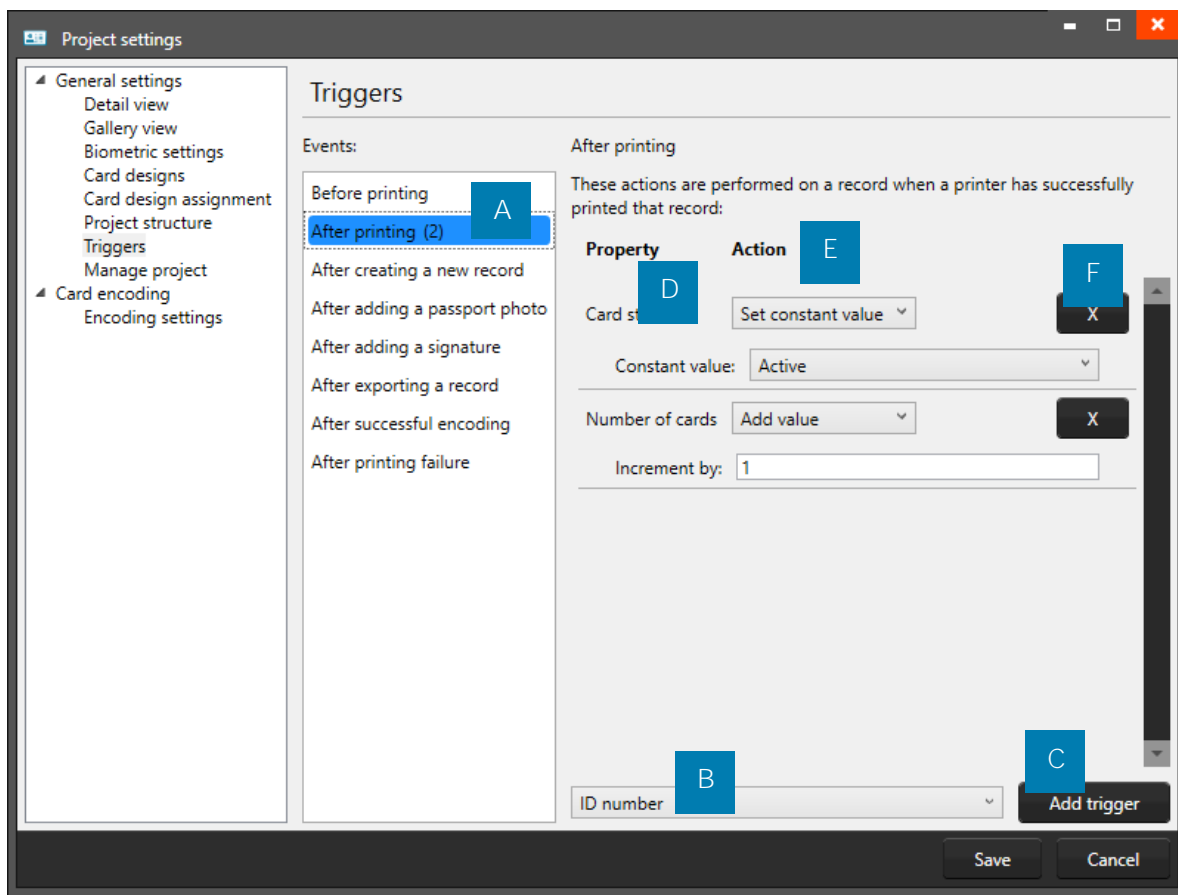 Project settings
General settings
Detail view
Gallery view
Biometric settings
Card designs
Card design assignment
Project structure
Triggers
Manage project
Card encoding
Encoding settings
Triggers
Events:
Before printing
A
After printing (2)
After creating a new record
After adding a passport photo
After adding a signature
After exporting a record
After successful encoding
After printing failure
After printing
These actions are performed on a record when a printer has successfully
printed that record:
Property Action
E
D
F
Card st Set constant value X
Constant value: Active
Number of cards Add value X
Increment by: 1
B
C
ID number Add trigger
Save Cancel